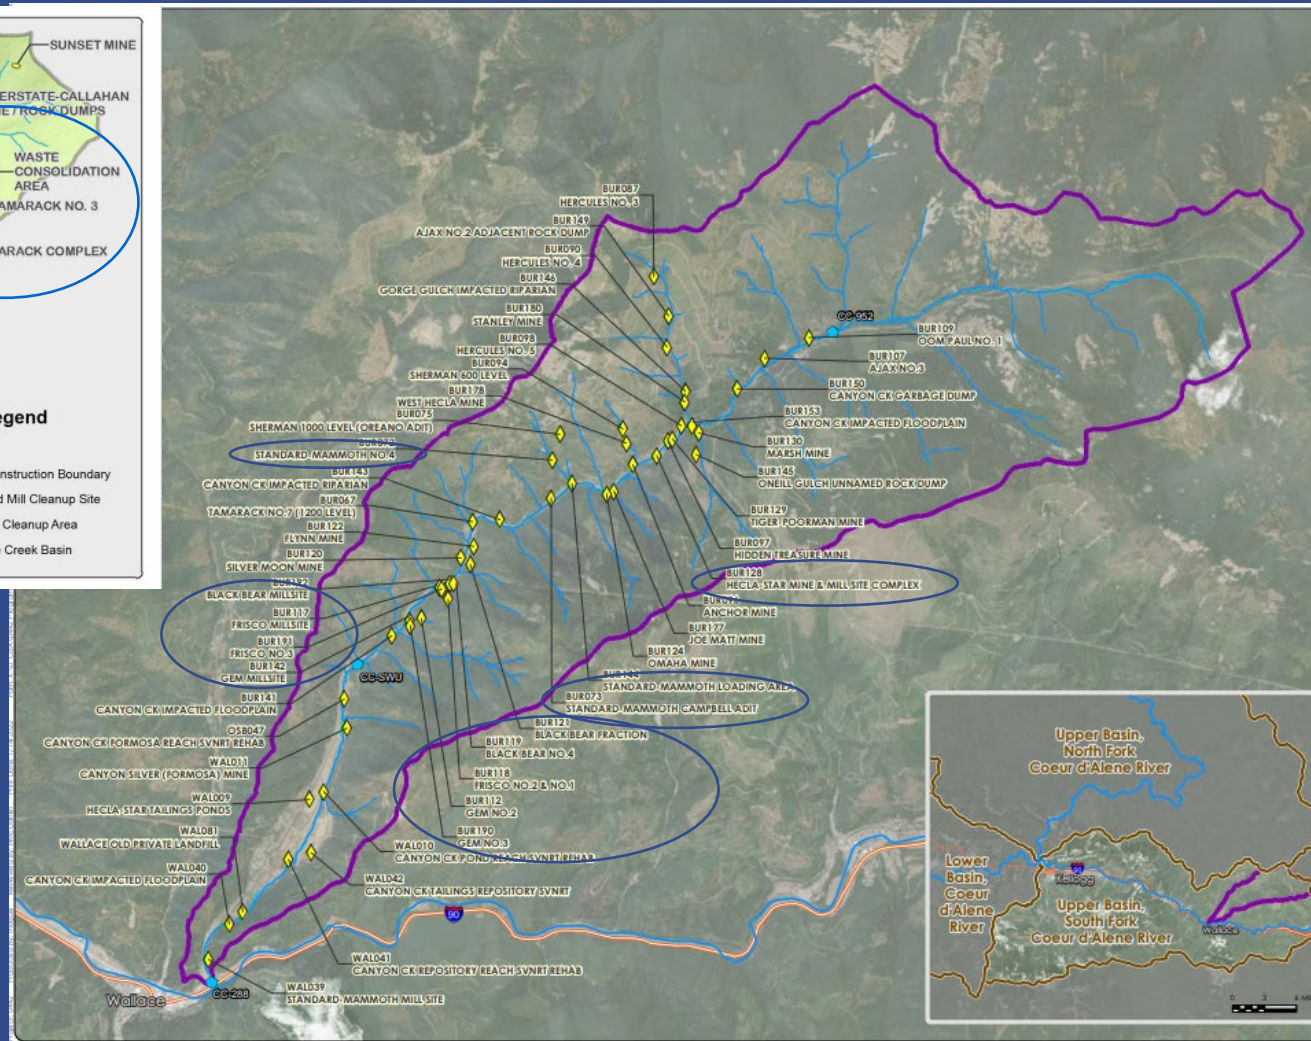 SUNSET MINE
ERSTATE-CALLAHAN
E / ROCK DUMPS
WASTE
CONSOLIDATION
AREA
AMARACK NO. 3
ARACK COMPLEX
egend
nstruction Boundary
d Mill Cleanup Site
Cleanup Area
Creek Basin
BUR087
HERCULES NO. 3
BUR149
AJAX NO.2 ADJACENT ROCK DUMP
BUR090
HERCULES NO. 4
BUR146
GORGE GULCH IMPACTED RIPARIAN
BUR180
STANLEY MINE
BUR098
HERCULES NO. 5
BUR094
SHERMAN 600 LEVEL
BUR178
WEST HECLA MINE
BUR075
SHERMAN 1000 LEVEL (OREANO ADIT)
STANDARD-MAMMOTH NO.4
BUR143
CANYON CK IMPACTED RIPARIAN
BUR067
TAMARACK NO.7 (1200 LEVEL)
BUR122
FLYNN MINE
BUR120
SILVER MOON MINE
BLACK BEAR MILLSITE
BUR117
FRISCO MILLSITE
BUR191
FRISCO NO.3
BUR142
GEM MILLSITE
BUR141
CANYON CK IMPACTED FLOODPLAIN
OSB047
CANYON CK FORMOSA REACH SVNRT REHAB
WAL011
CANYON SILVER (FORMOSA) MINE
WAL009
HECLA-STAR TAILINGS PONDS
WAL081
WALLACE OLD PRIVATE LANDFILL
WAL040
CANYON CK IMPACTED FLOODPLAIN
CC-952
BUR109
OOM PAUL NO. 1
BUR107
AJAX NO.3
BUR150
CANYON CK GARBAGE DUMP
BUR153
CANYON CK IMPACTED FLOODPLAIN
BUR130
MARSH MINE
BUR145
ONEILL GULCH UNNAMED ROCK DUMP
BUR129
TIGER-POORMAN MINE
BUR097
HIDDEN TREASURE MINE
BUR128
HECLA-STAR MINE & MILLSITE COMPLEX
ANCHOR MINE
BUR177
JOE MATT MINE
BUR124
OMAHA MINE
BUR144
STANDARD-MAMMOTH LOADING AREA
BUR073
STANDARD-MAMMOTH CAMPBELL ADIT
BUR121
BLACK BEAR FRACTION
BUR119
BLACK BEAR NO.4
BUR118
FRISCO NO.2 & NO.1
BUR112
GEM NO.2
BUR190
GEM NO.3
CC-SWU
WAL010
CANYON CK POND REACH SVNRT REHAB
WAL042
CANYON CK TAILINGS REPOSITORY SVNRT
WAL041
CANYON CK REPOSITORY REACH SVNRT REHAB
WAL039
STANDARD-MAMMOTH MILLSITE
CC-288
Wallace
90
Upper Basin,
North Fork
Coeur d'Alene River
Lower
Basin,
Coeur
d'Alene
River
Kellogg
Upper Basin,
South Fork
Coeur d'Alene River
Wallace
0 3 6 Mi